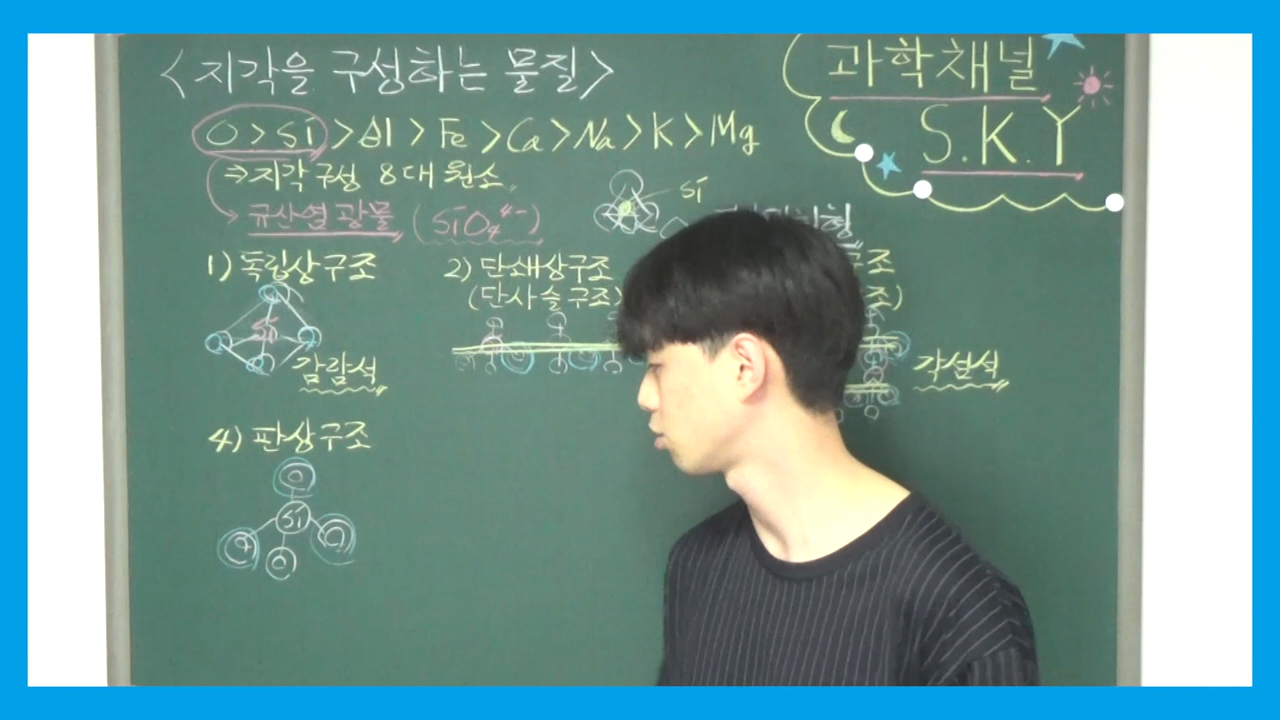 <지각을 구성하는 물질>
과학채널
S.K.Y
O > Si > Al > Fe > Ca > Na > K > Mg
⇒ 지각 구성 8대 원소
규산염 광물 (SiO₄⁴⁻)
Si
1) 독립상구조
2) 단쇄상구조
구조
(단사슬 구조)
조)
Si
감람석
각섬석
4) 판상구조
O
Si
O O
O